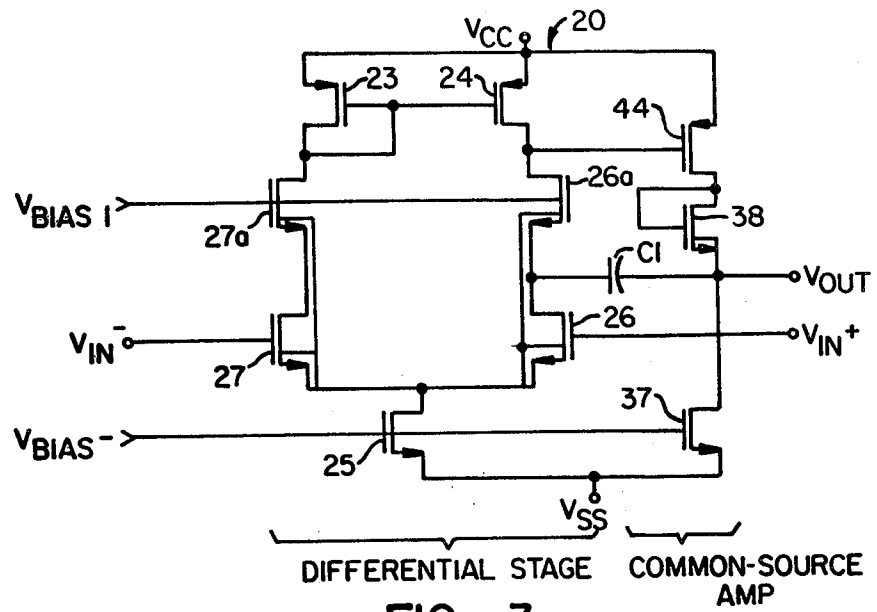 VCC
20
23
24
44
26a
VBIAS 1
27a
38
C1
VOUT
VIN-
27
26
VIN+
37
VBIAS-
25
VSS
DIFFERENTIAL STAGE
COMMON-SOURCE
AMP